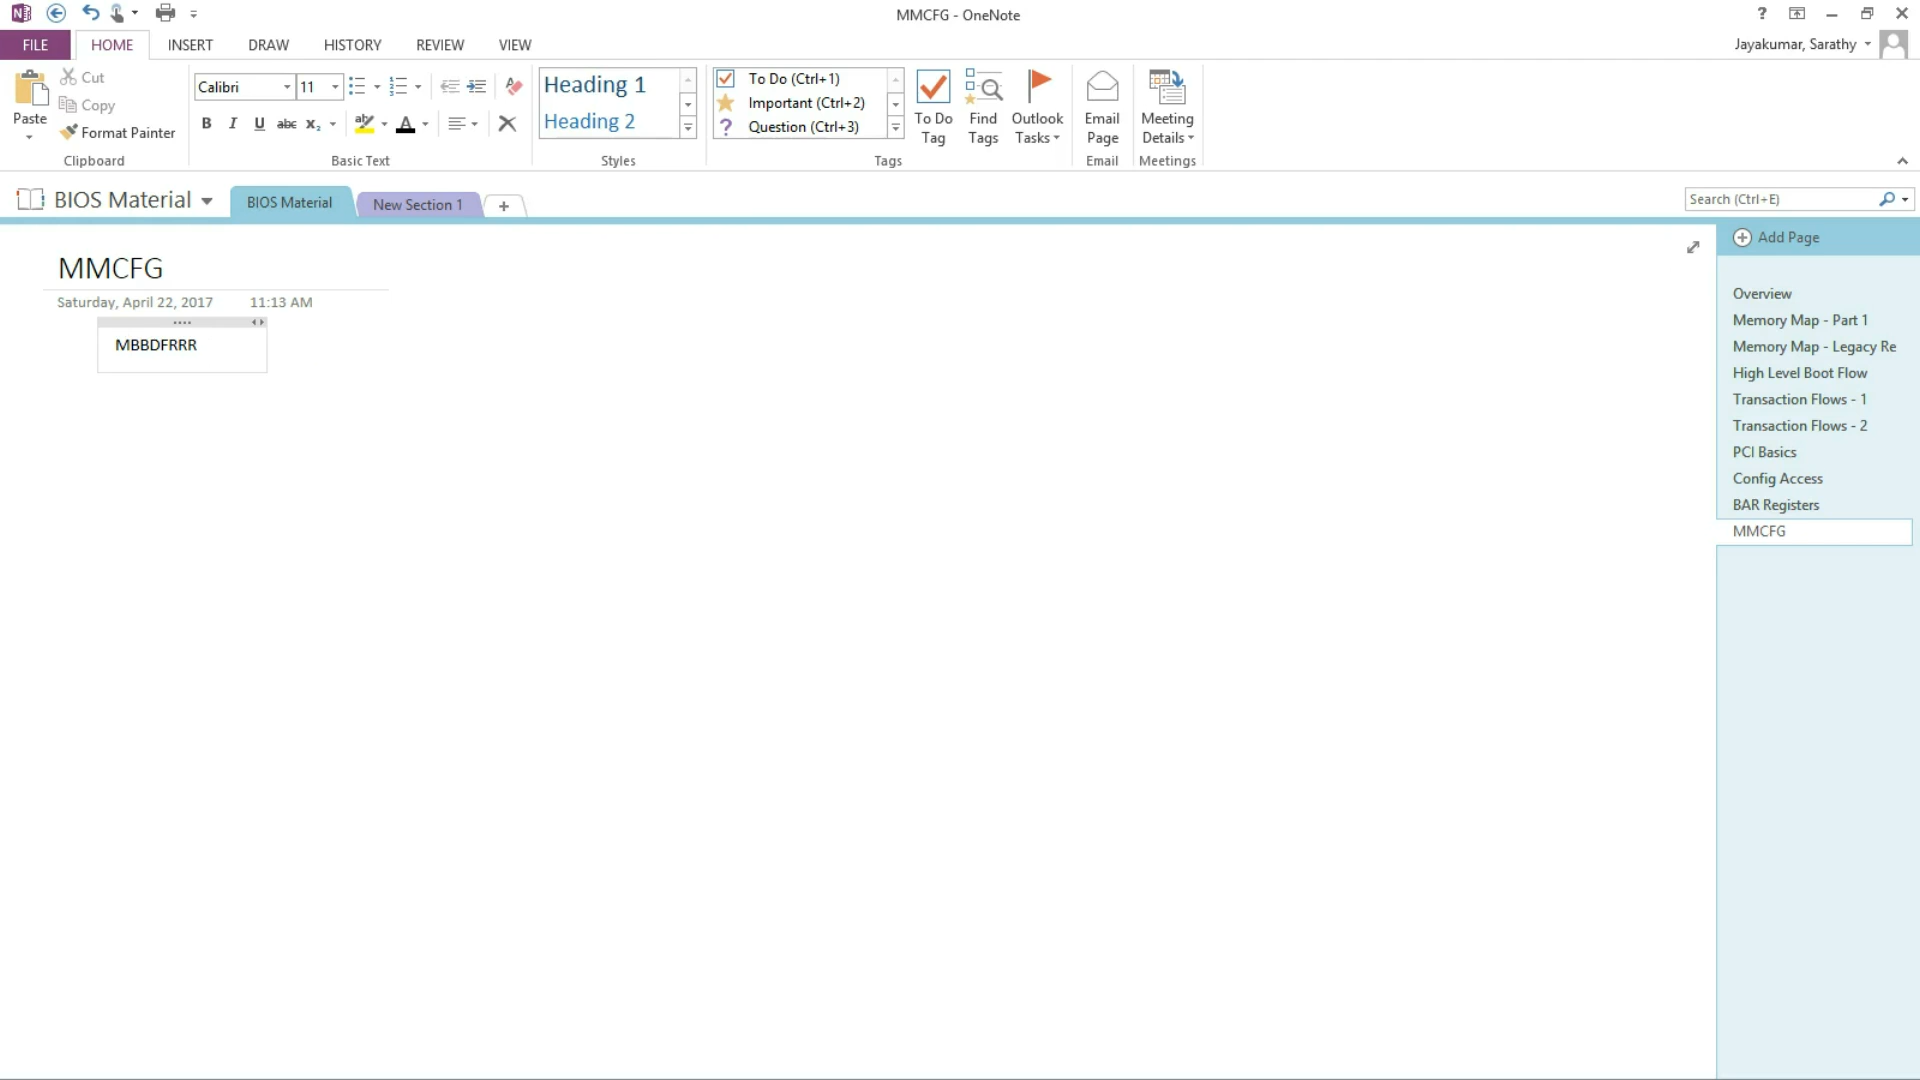 MMCFG - OneNote
?
FILE HOME INSERT DRAW HISTORY REVIEW VIEW
Jayakumar, Sarathy
Paste
Cut
Copy
Format Painter
Clipboard
Calibri 11
B I U abc x₂ ab A
Basic Text
Heading 1
Heading 2
Styles
To Do (Ctrl+1)
Important (Ctrl+2)
? Question (Ctrl+3)
To Do Tag
Find Tags
Outlook Tasks
Tags
Email Page
Email
Meeting Details
Meetings
BIOS Material
BIOS Material
New Section 1
+
Search (Ctrl+E)
MMCFG
Saturday, April 22, 2017 11:13 AM
MBBDFRRR
Add Page
Overview
Memory Map - Part 1
Memory Map - Legacy Re
High Level Boot Flow
Transaction Flows - 1
Transaction Flows - 2
PCI Basics
Config Access
BAR Registers
MMCFG